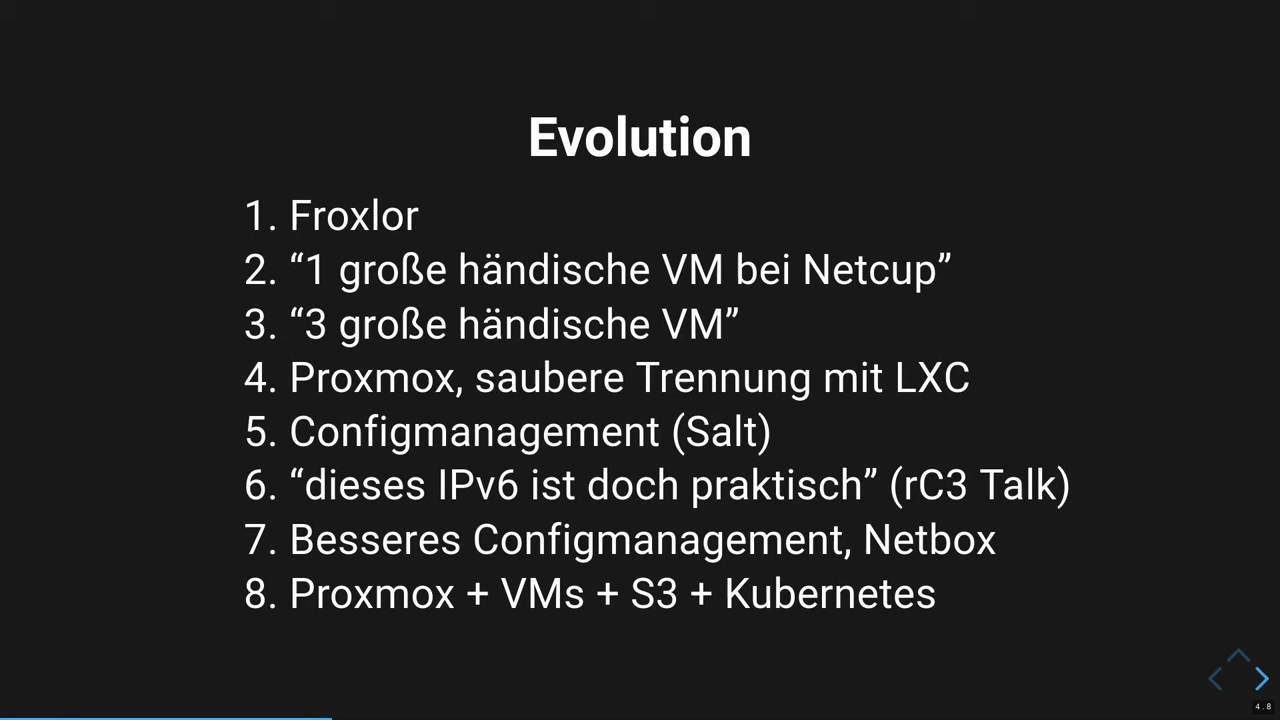 Evolution
1. Froxlor
2. “1 große händische VM bei Netcup”
3. “3 große händische VM”
4. Proxmox, saubere Trennung mit LXC
5. Configmanagement (Salt)
6. “dieses IPv6 ist doch praktisch” (rC3 Talk)
7. Besseres Configmanagement, Netbox
8. Proxmox + VMs + S3 + Kubernetes
4.8